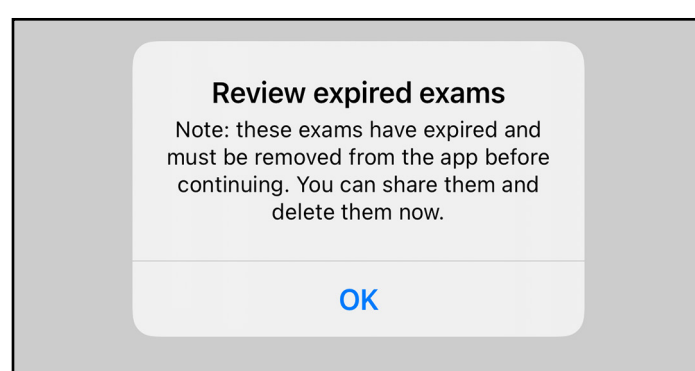 Review expired exams
Note: these exams have expired and
must be removed from the app before
continuing. You can share them and
delete them now.
OK